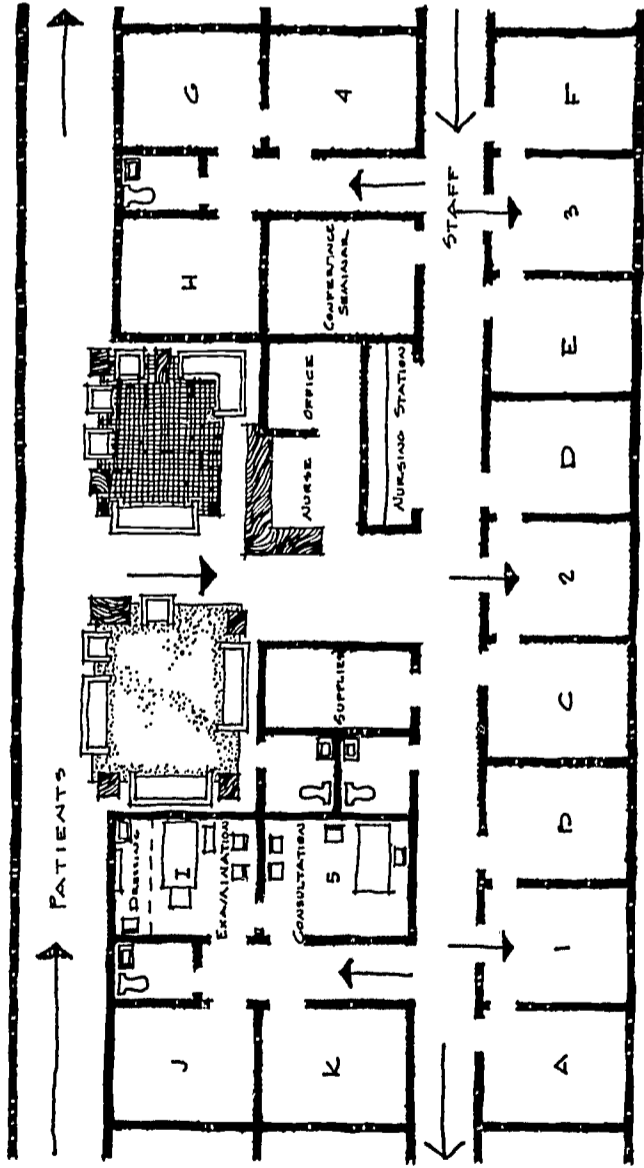 PATIENTS
J
DRESSING
I
EXAMINATION
H
G
K
CONSULTATION
5
SUPPLIES
NURSE OFFICE
NURSING STATION
CONFERENCE
SEMINAR
4
STAFF
A 1 B C 2 D E 3 F